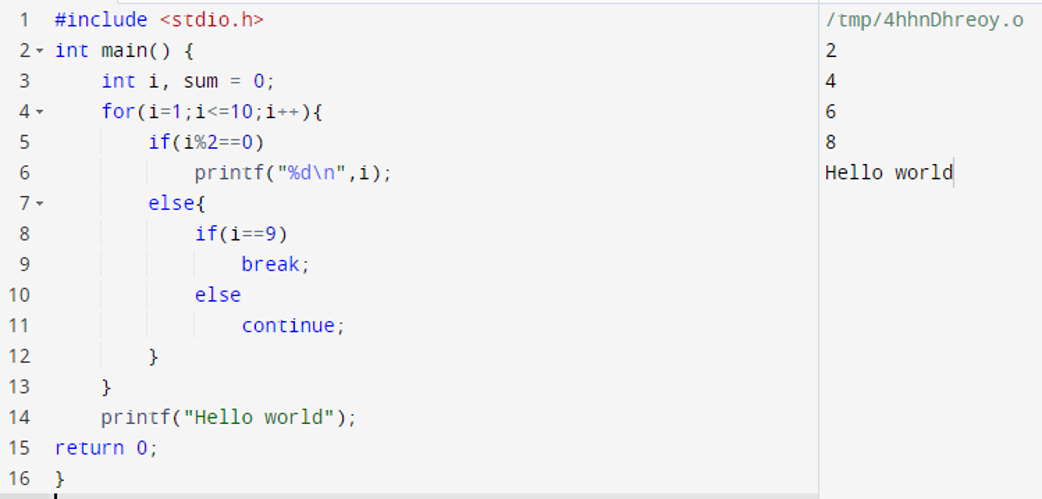 1 #include <stdio.h>
2 int main() {
3 int i, sum = 0;
4 for(i=1;i<=10;i++){
5 if(i%2==0)
6 printf("%d\n",i);
7 else{
8 if(i==9)
9 break;
10 else
11 continue;
12 }
13 }
14 printf("Hello world");
15 return 0;
16 }
/tmp/4hhnDhreoy.o
2
4
6
8
Hello world